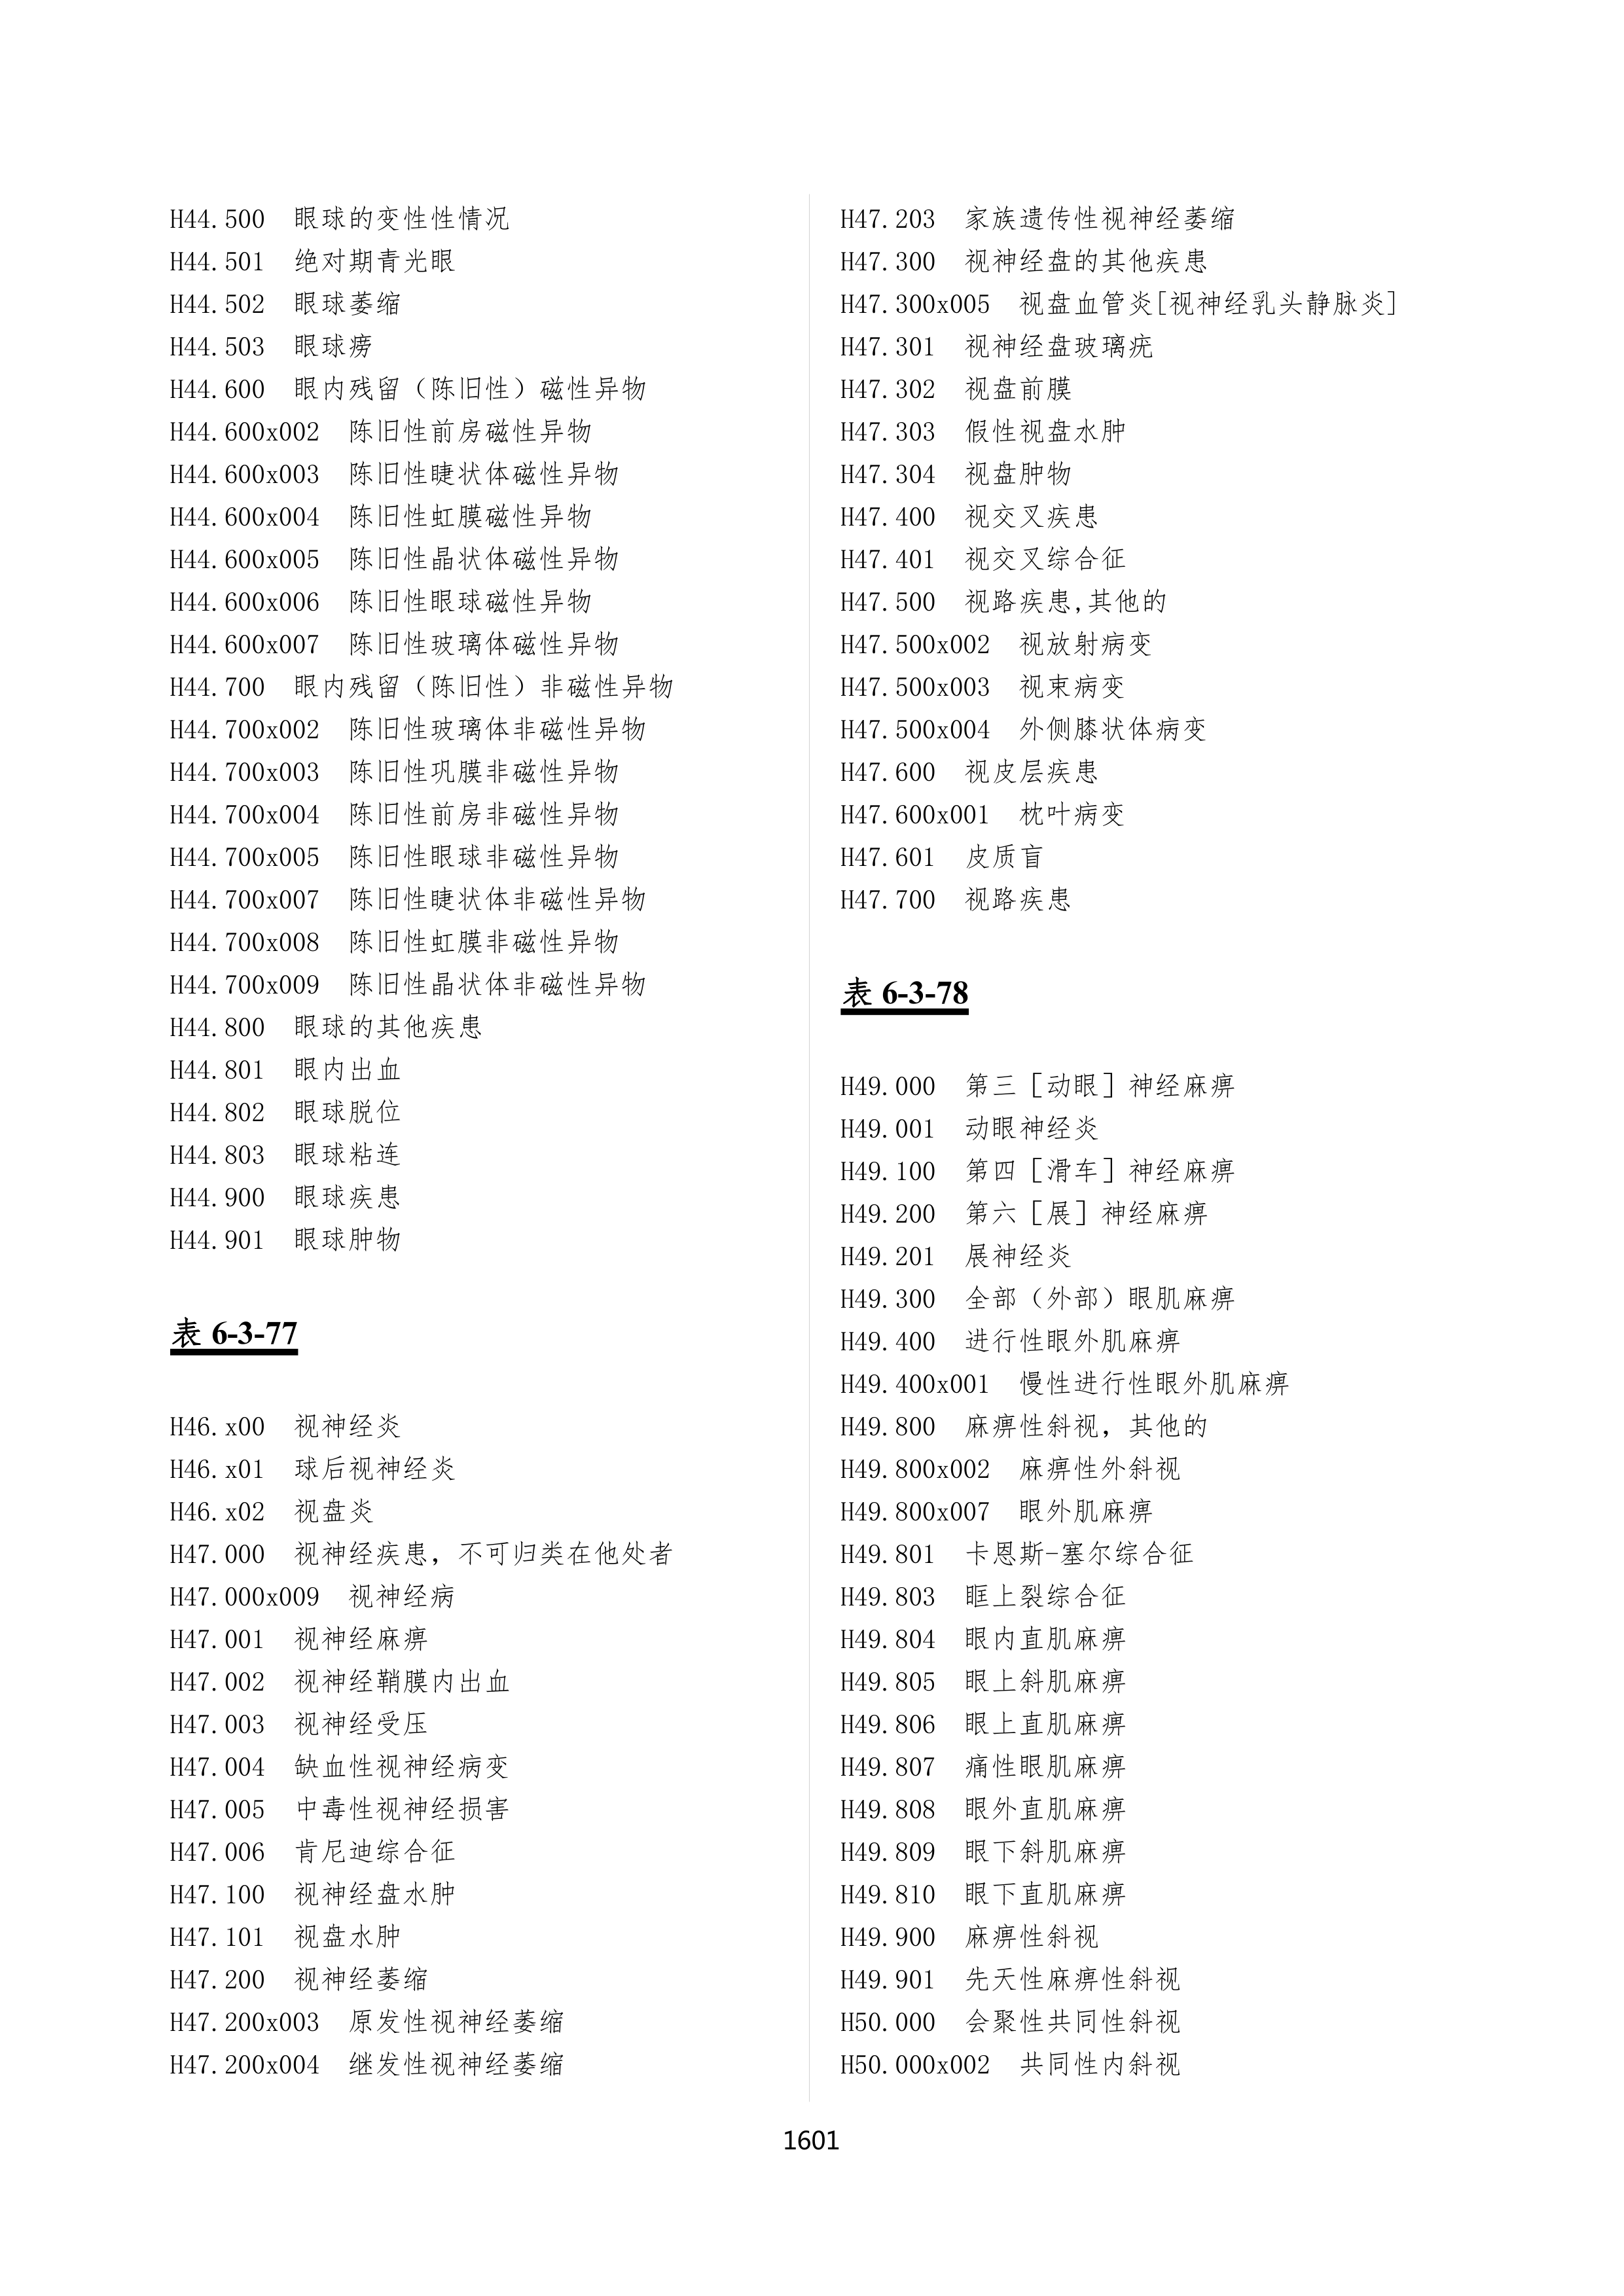 H44.500 眼球的变性性情况
H44.501 绝对期青光眼
H44.502 眼球萎缩
H44.503 眼球痨
H44.600 眼内残留（陈旧性）磁性异物
H44.600x002 陈旧性前房磁性异物
H44.600x003 陈旧性睫状体磁性异物
H44.600x004 陈旧性虹膜磁性异物
H44.600x005 陈旧性晶状体磁性异物
H44.600x006 陈旧性眼球磁性异物
H44.600x007 陈旧性玻璃体磁性异物
H44.700 眼内残留（陈旧性）非磁性异物
H44.700x002 陈旧性玻璃体非磁性异物
H44.700x003 陈旧性巩膜非磁性异物
H44.700x004 陈旧性前房非磁性异物
H44.700x005 陈旧性眼球非磁性异物
H44.700x007 陈旧性睫状体非磁性异物
H44.700x008 陈旧性虹膜非磁性异物
H44.700x009 陈旧性晶状体非磁性异物
H44.800 眼球的其他疾患
H44.801 眼内出血
H44.802 眼球脱位
H44.803 眼球粘连
H44.900 眼球疾患
H44.901 眼球肿物
表 6-3-77
H46.x00 视神经炎
H46.x01 球后视神经炎
H46.x02 视盘炎
H47.000 视神经疾患，不可归类在他处者
H47.000x009 视神经病
H47.001 视神经麻痹
H47.002 视神经鞘膜内出血
H47.003 视神经受压
H47.004 缺血性视神经病变
H47.005 中毒性视神经损害
H47.006 肯尼迪综合征
H47.100 视神经盘水肿
H47.101 视盘水肿
H47.200 视神经萎缩
H47.200x003 原发性视神经萎缩
H47.200x004 继发性视神经萎缩
H47.203 家族遗传性视神经萎缩
H47.300 视神经盘的其他疾患
H47.300x005 视盘血管炎[视神经乳头静脉炎]
H47.301 视神经盘玻璃疣
H47.302 视盘前膜
H47.303 假性视盘水肿
H47.304 视盘肿物
H47.400 视交叉疾患
H47.401 视交叉综合征
H47.500 视路疾患,其他的
H47.500x002 视放射病变
H47.500x003 视束病变
H47.500x004 外侧膝状体病变
H47.600 视皮层疾患
H47.600x001 枕叶病变
H47.601 皮质盲
H47.700 视路疾患
表 6-3-78
H49.000 第三［动眼］神经麻痹
H49.001 动眼神经炎
H49.100 第四［滑车］神经麻痹
H49.200 第六［展］神经麻痹
H49.201 展神经炎
H49.300 全部（外部）眼肌麻痹
H49.400 进行性眼外肌麻痹
H49.400x001 慢性进行性眼外肌麻痹
H49.800 麻痹性斜视，其他的
H49.800x002 麻痹性外斜视
H49.800x007 眼外肌麻痹
H49.801 卡恩斯-塞尔综合征
H49.803 眶上裂综合征
H49.804 眼内直肌麻痹
H49.805 眼上斜肌麻痹
H49.806 眼上直肌麻痹
H49.807 痛性眼肌麻痹
H49.808 眼外直肌麻痹
H49.809 眼下斜肌麻痹
H49.810 眼下直肌麻痹
H49.900 麻痹性斜视
H49.901 先天性麻痹性斜视
H50.000 会聚性共同性斜视
H50.000x002 共同性内斜视
1601